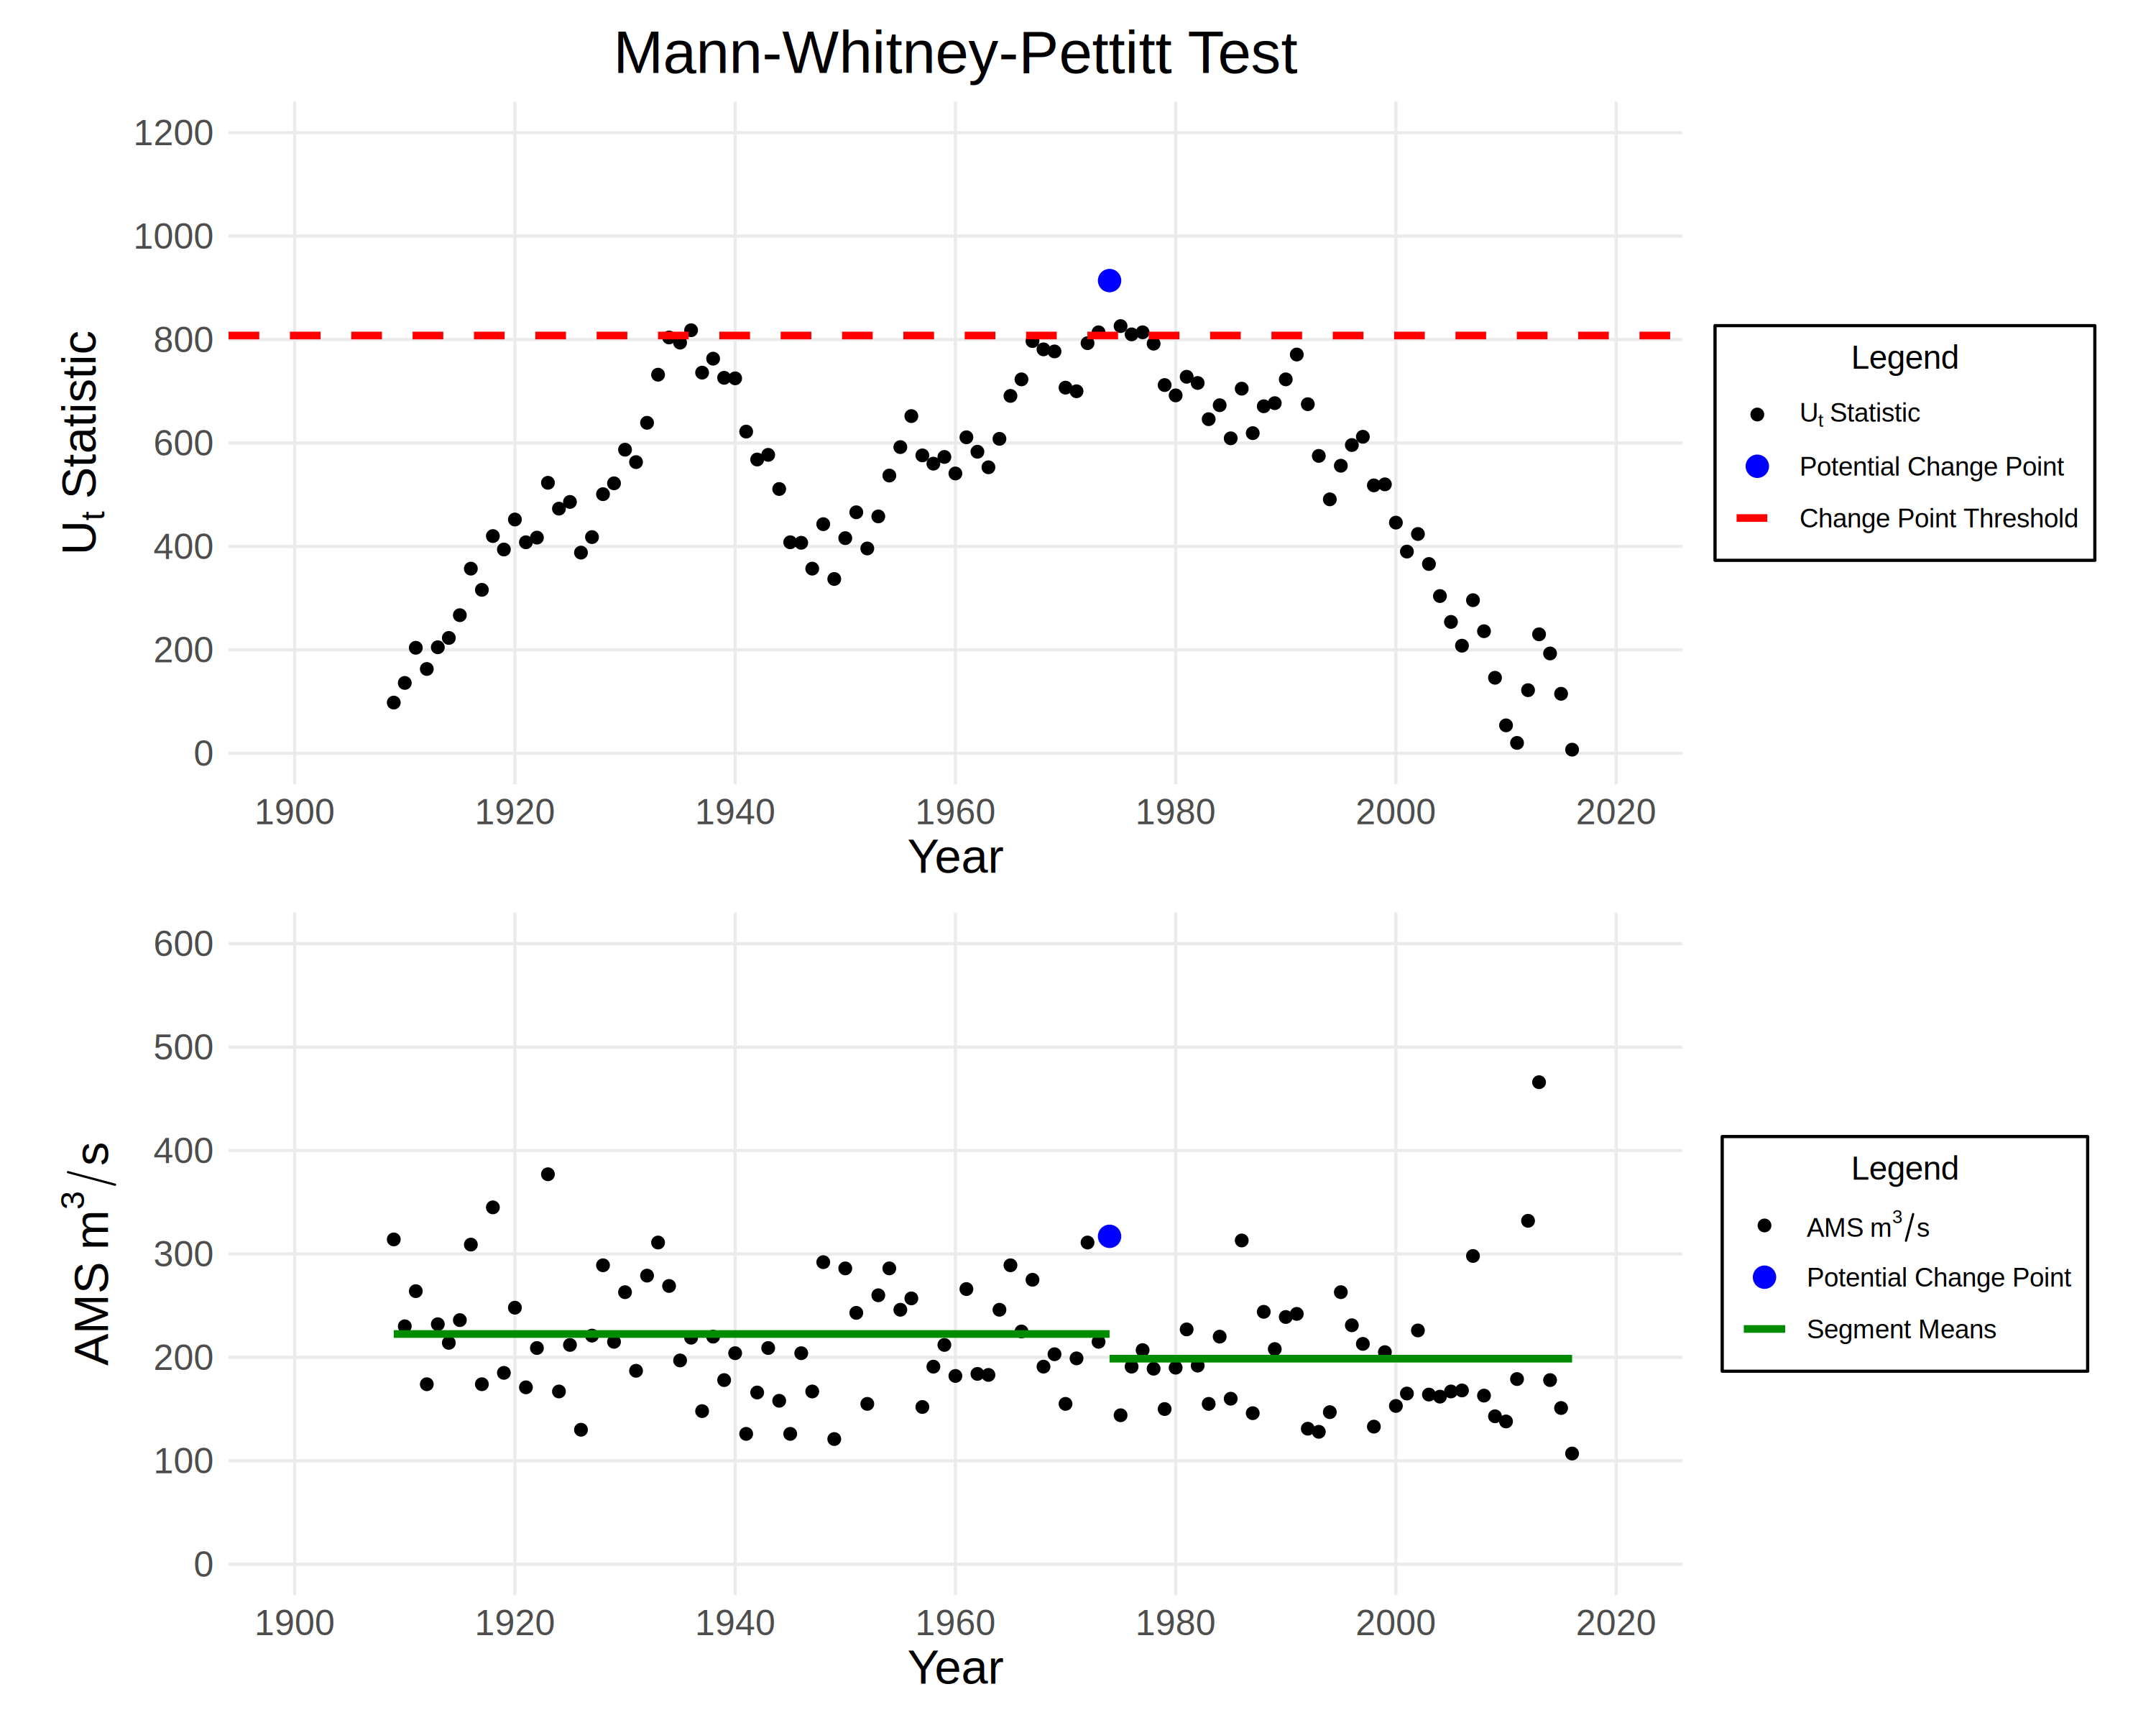 Mann-Whitney-Pettitt Test
1200
1000
800
600
400
200
0
Ut Statistic
1900 1920 1940 1960 1980 2000 2020
Year
Legend
Ut Statistic
Potential Change Point
Change Point Threshold
600
500
400
300
200
100
0
AMS m³/s
1900 1920 1940 1960 1980 2000 2020
Year
Legend
AMS m³/s
Potential Change Point
Segment Means